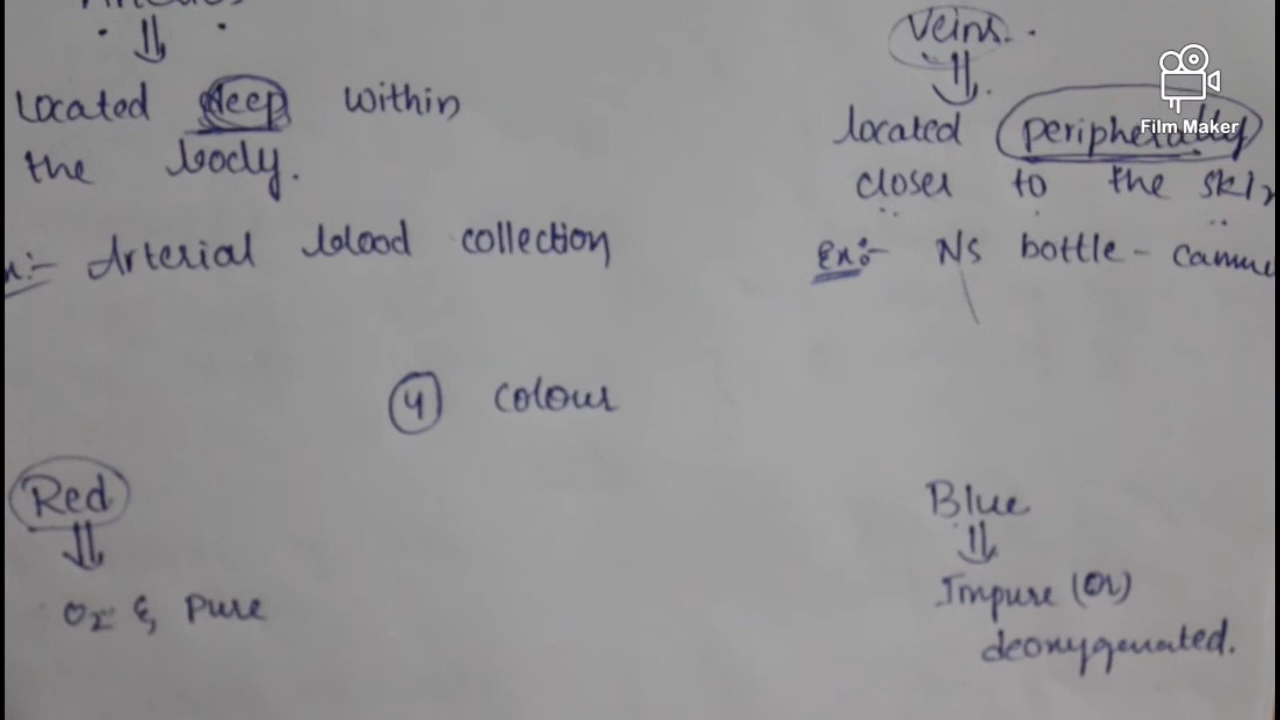 Veins.
Located deep within
the body.
located peripherally
closer to the skin
Film Maker
Arterial blood collection
Ex:- NS bottle -
4 colour
Red
O2 & pure
Blue
Impure (or)
deoxygenated.